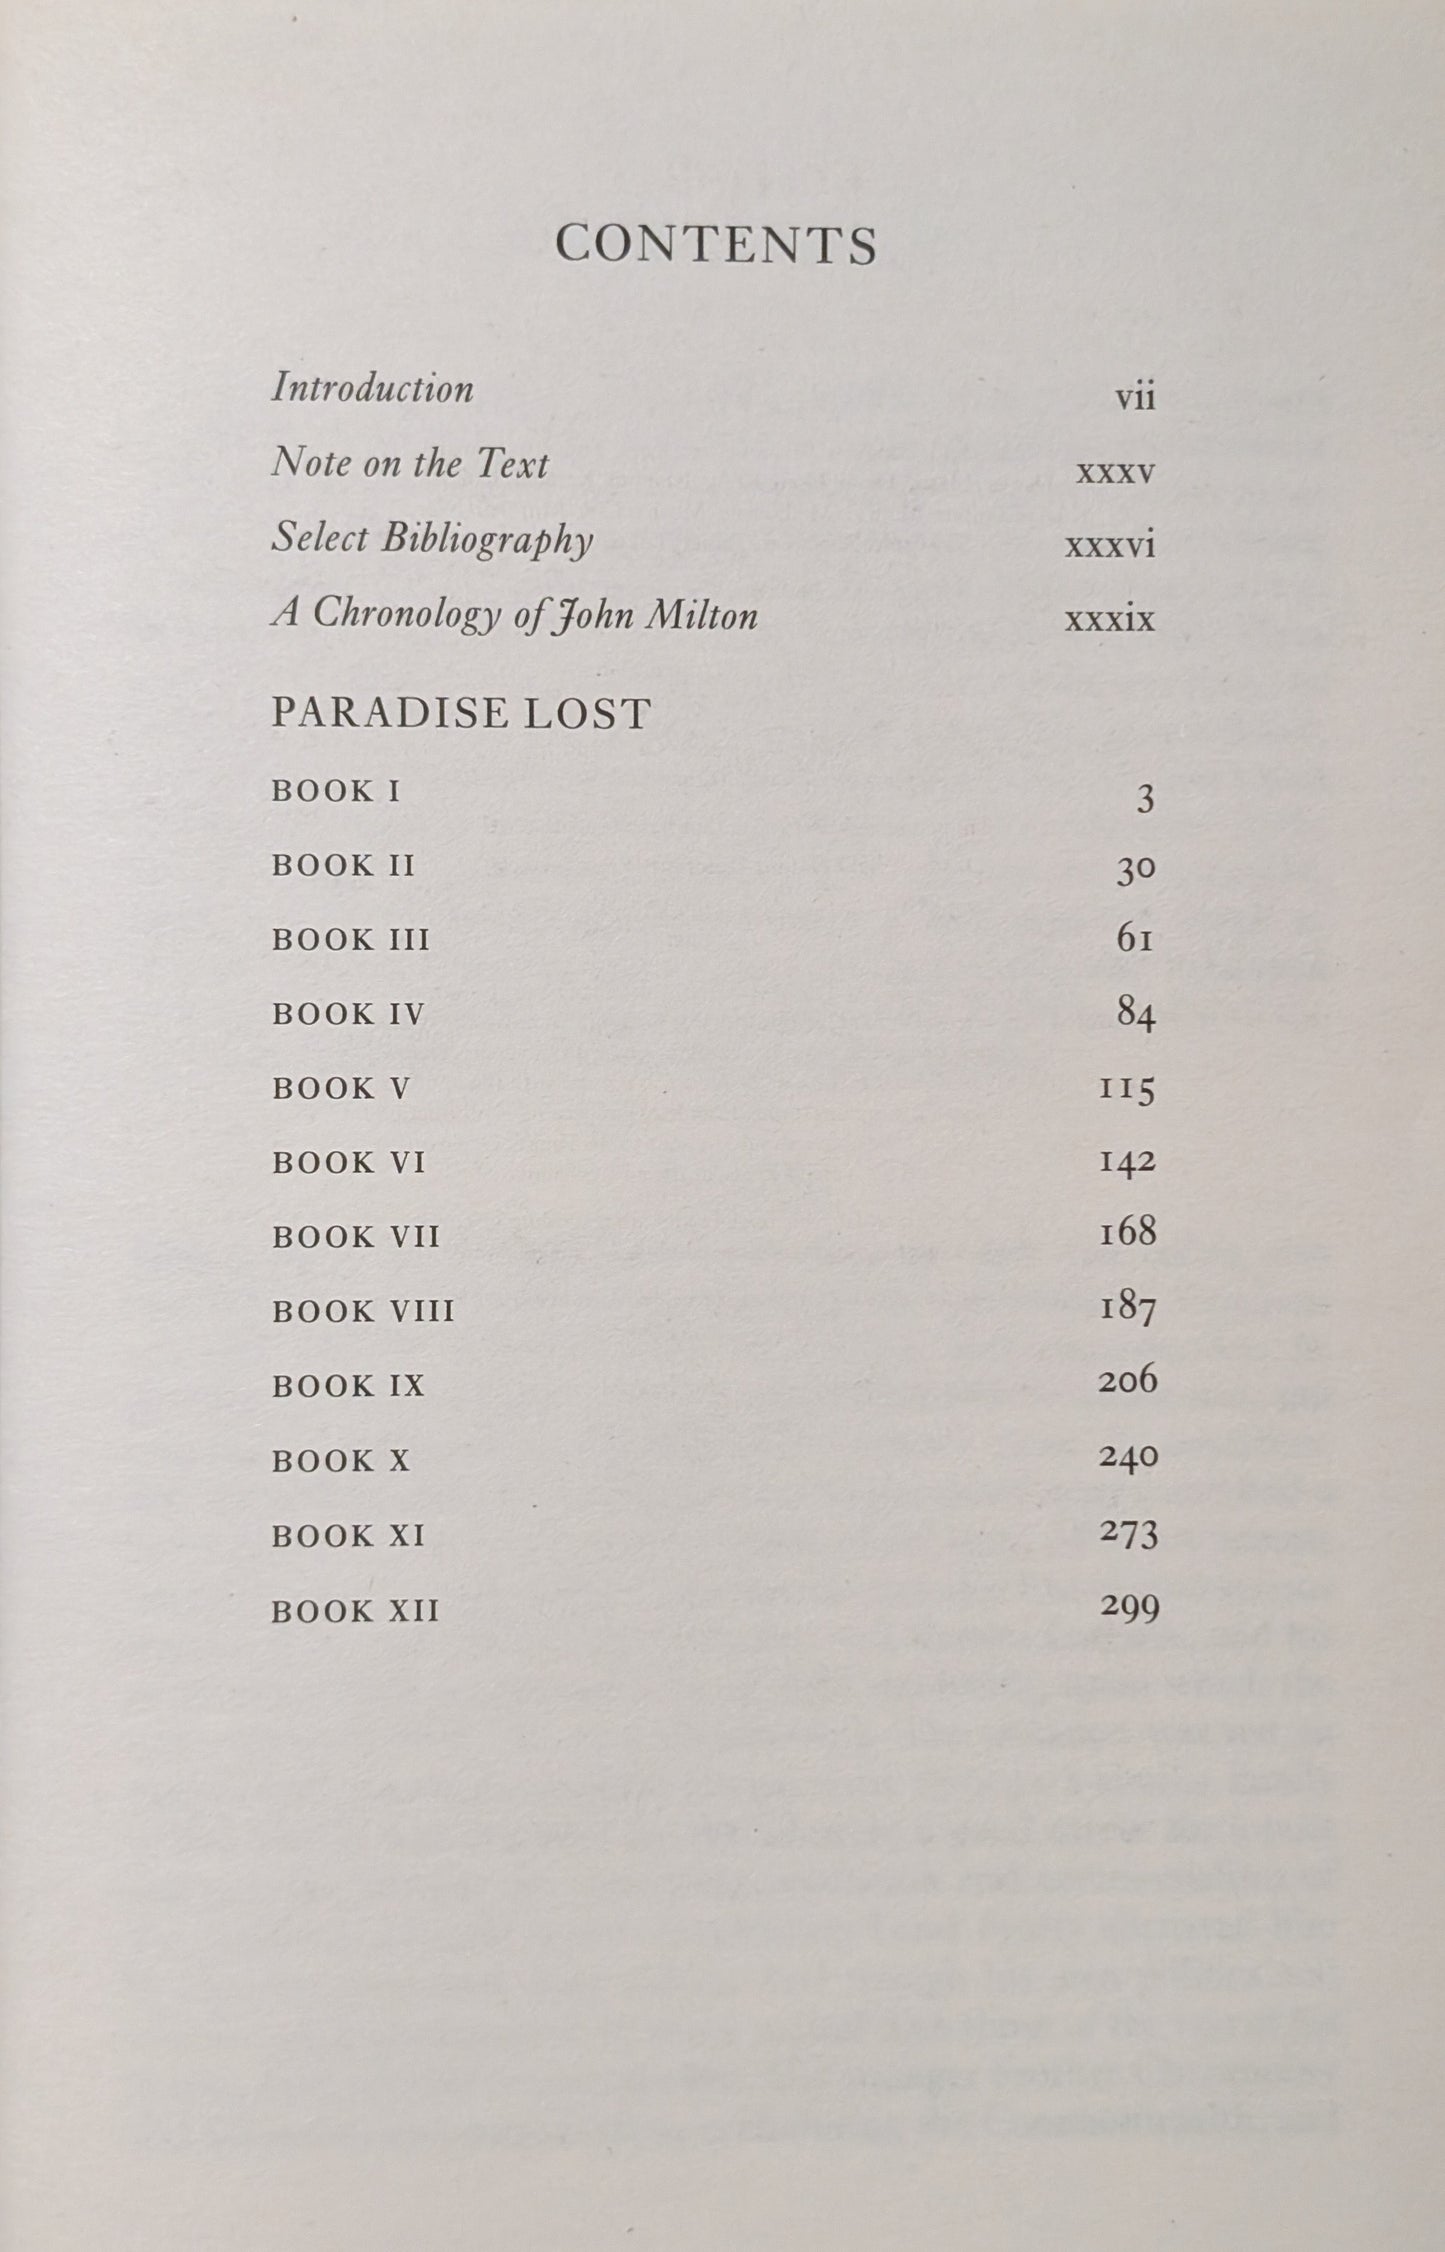 CONTENTS
Introduction vii
Note on the Text xxxv
Select Bibliography xxxvi
A Chronology of John Milton xxxix
PARADISE LOST
BOOK I 3
BOOK II 30
BOOK III 61
BOOK IV 84
BOOK V 115
BOOK VI 142
BOOK VII 168
BOOK VIII 187
BOOK IX 206
BOOK X 240
BOOK XI 273
BOOK XII 299